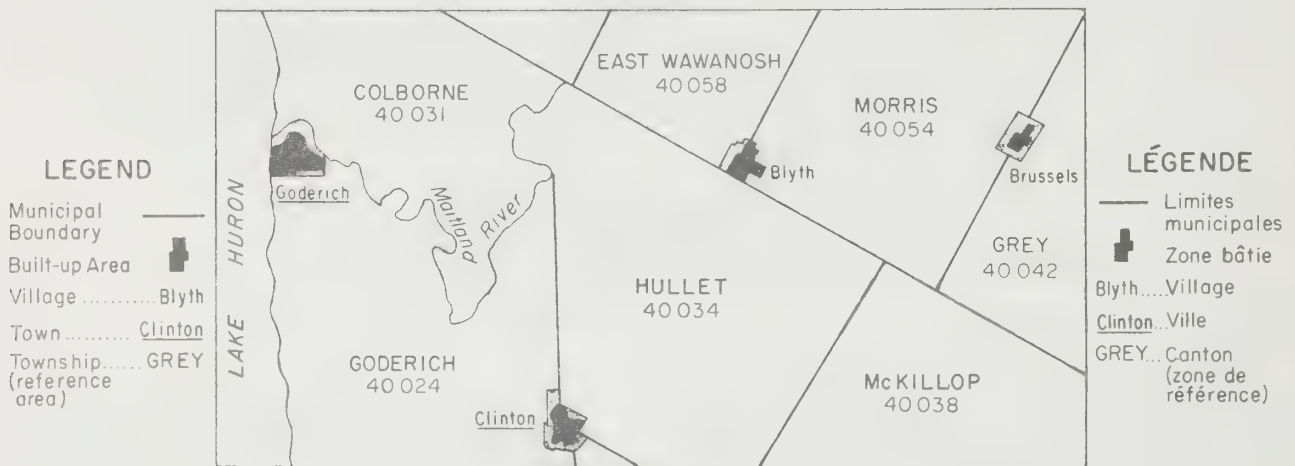 LEGEND
Municipal
Boundary
Built-up Area
Village .......... Blyth
Town .......... Clinton
Township ...... GREY
(reference
area)
LAKE HURON
COLBORNE
40 031
Goderich
Maitland
River
GODERICH
40 024
Clinton
EAST WAWANOSH
40 058
Blyth
MORRIS
40 054
Brussels
GREY
40 042
HULLET
40 034
McKILLOP
40 038
LÉGENDE
Limites
municipales
Zone bâtie
Blyth ..... Village
Clinton ... Ville
GREY ... Canton
(zone de
référence)